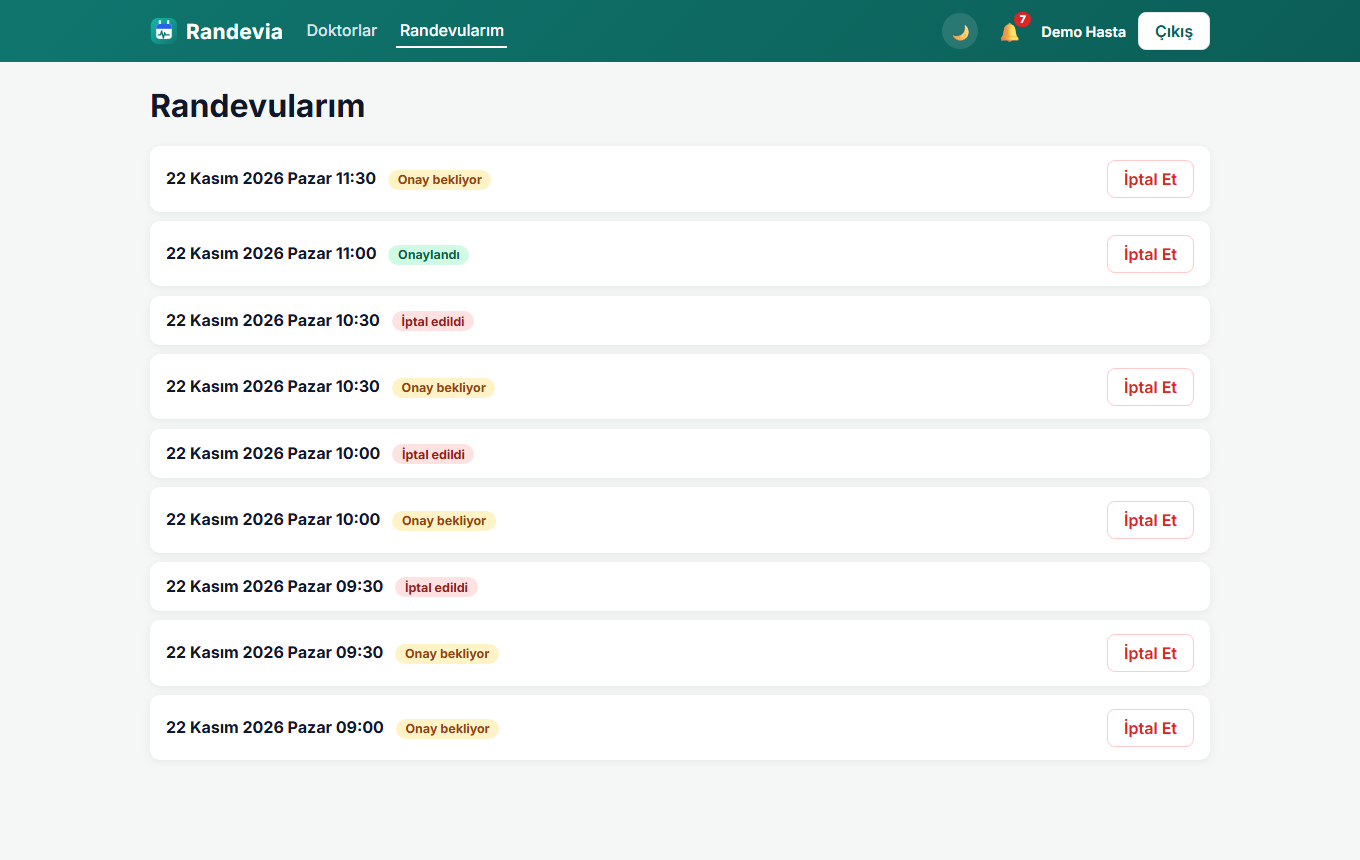 Randevia Doktorlar Randevularım 7 Demo Hasta Çıkış
Randevularım
22 Kasım 2026 Pazar 11:30 Onay bekliyor İptal Et
22 Kasım 2026 Pazar 11:00 Onaylandı İptal Et
22 Kasım 2026 Pazar 10:30 İptal edildi
22 Kasım 2026 Pazar 10:30 Onay bekliyor İptal Et
22 Kasım 2026 Pazar 10:00 İptal edildi
22 Kasım 2026 Pazar 10:00 Onay bekliyor İptal Et
22 Kasım 2026 Pazar 09:30 İptal edildi
22 Kasım 2026 Pazar 09:30 Onay bekliyor İptal Et
22 Kasım 2026 Pazar 09:00 Onay bekliyor İptal Et